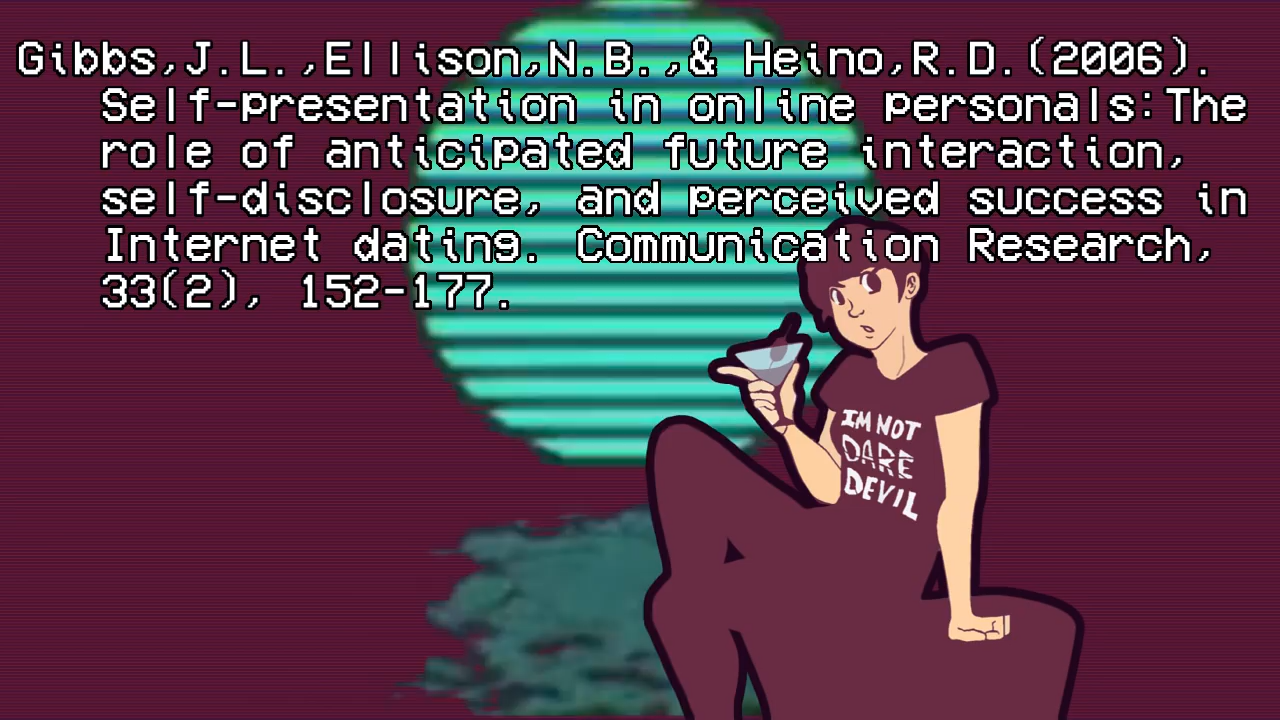 Gibbs,J.L.,Ellison,N.B.,& Heino,R.D.(2006).
Self-presentation in online personals:The
role of anticipated future interaction,
self-disclosure, and perceived success in
Internet dating. Communication Research,
33(2), 152-177.
IM NOT
DARE
DEVIL